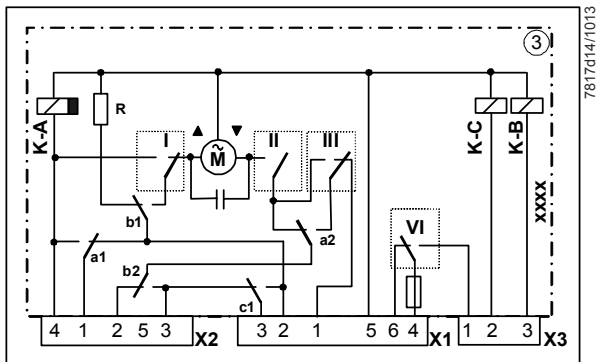 3
7817d14/1013
K-A
R
I
▲ ▼
II
III
~
M
K-C
K-B
xxxx
b1
a1
a2
VI
b2
c1
4 1 2 5 3 X2
3 2 1 5 6 4 X1
1 2 3 X3